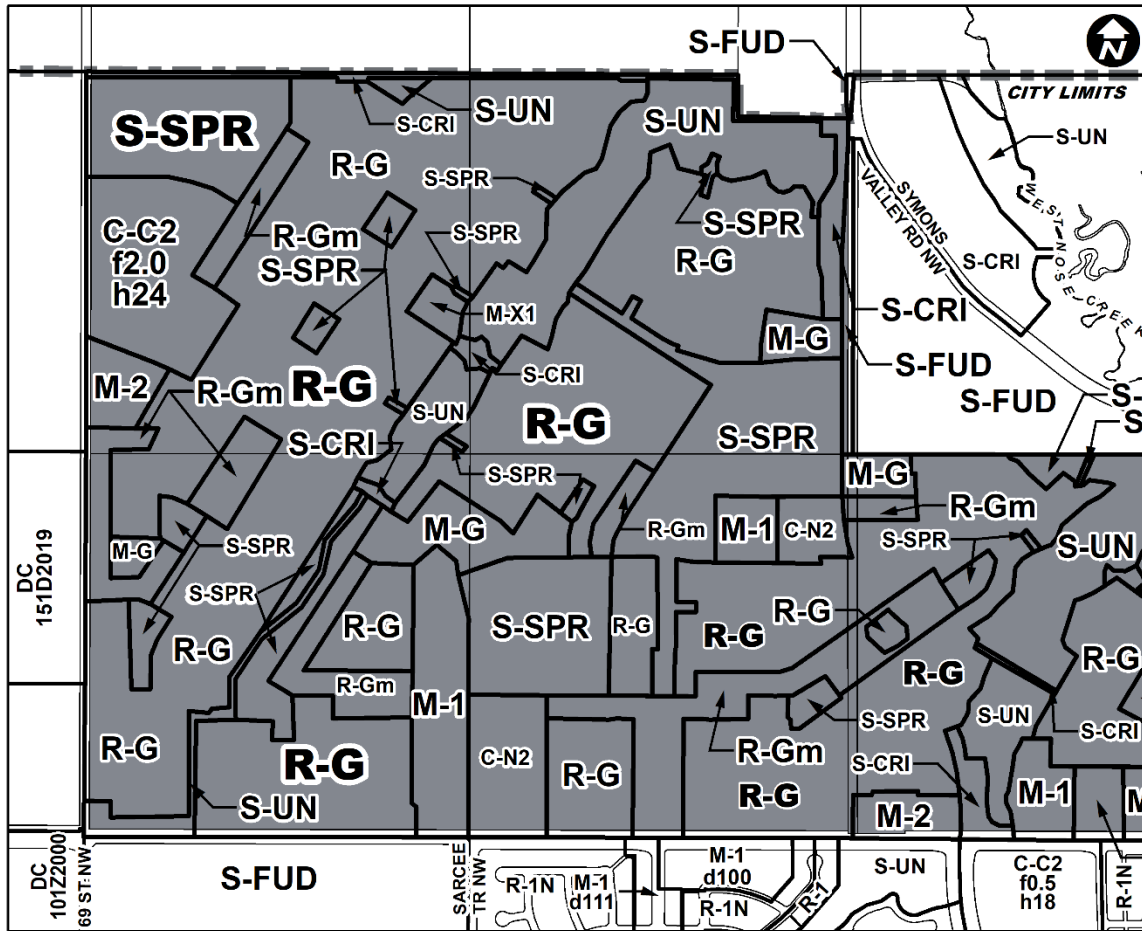 S-FUD
N
CITY LIMITS
S-CRI
S-UN
S-SPR
S-UN
S-UN
R-G
S-SPR
S-SPR
SYMONS
VALLEY RD NW
WEST NOSE CREEK
C-C2
f2.0
h24
R-Gm
S-SPR
S-SPR
R-G
S-CRI
M-X1
S-CRI
M-G
S-FUD
S-CRI
M-2
R-Gm
R-G
S-UN
R-G
S-FUD
S-
S
S-CRI
S-SPR
S-SPR
M-G
M-G
R-Gm
M-1
C-N2
R-Gm
M-G
S-SPR
S-SPR
S-UN
DC
151D2019
S-SPR
R-G
R-G
S-SPR
R-G
R-G
R-G
R-G
R-G
R-Gm
M-1
S-UN
S-CRI
R-G
R-G
S-UN
C-N2
R-G
R-Gm
S-SPR
R-G
S-CRI
M-2
M-1
M
DC
101Z2000
69 ST NW
S-FUD
SARCEE
TR NW
R-1N
M-1
d111
M-1
d100
R-1N
R-1
S-UN
C-C2
f0.5
h18
R-1N